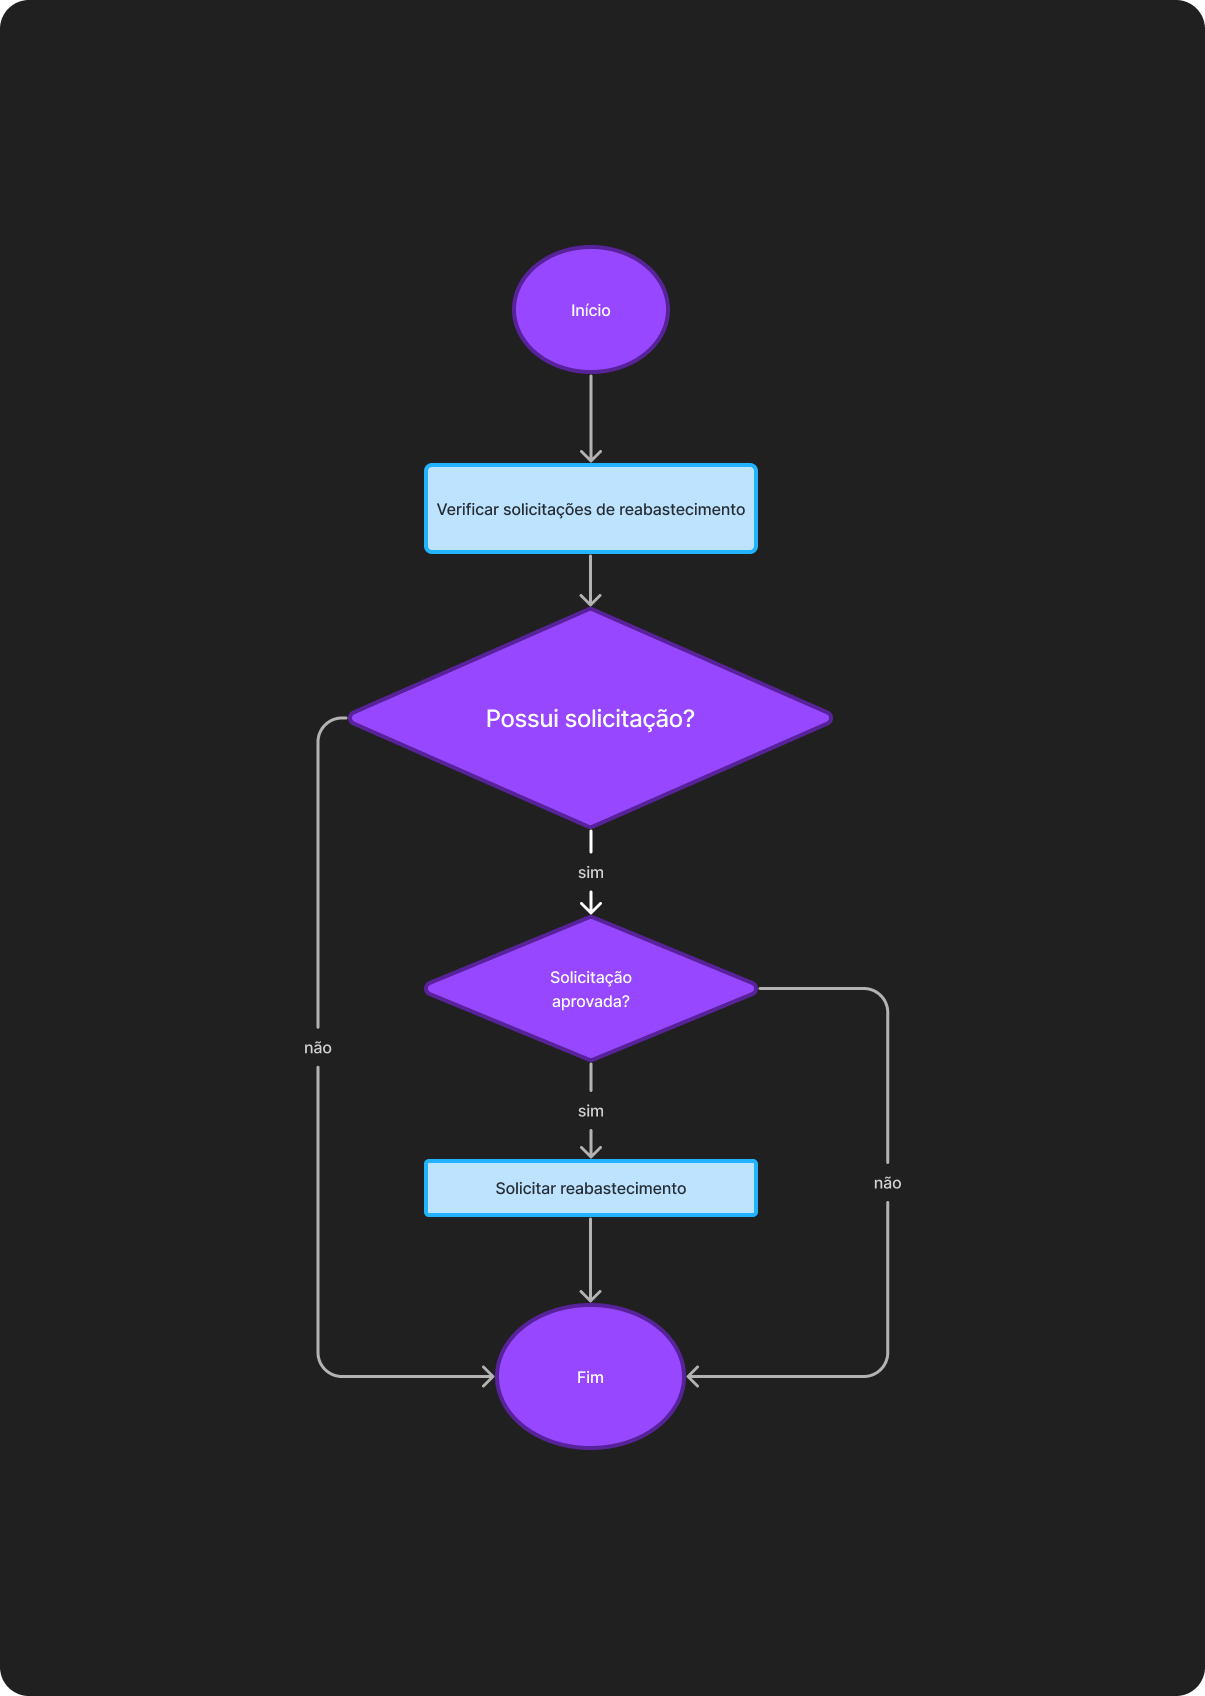 Início
Verificar solicitações de reabastecimento
Possui solicitação?
sim
Solicitação
aprovada?
não
sim
não
Solicitar reabastecimento
Fim